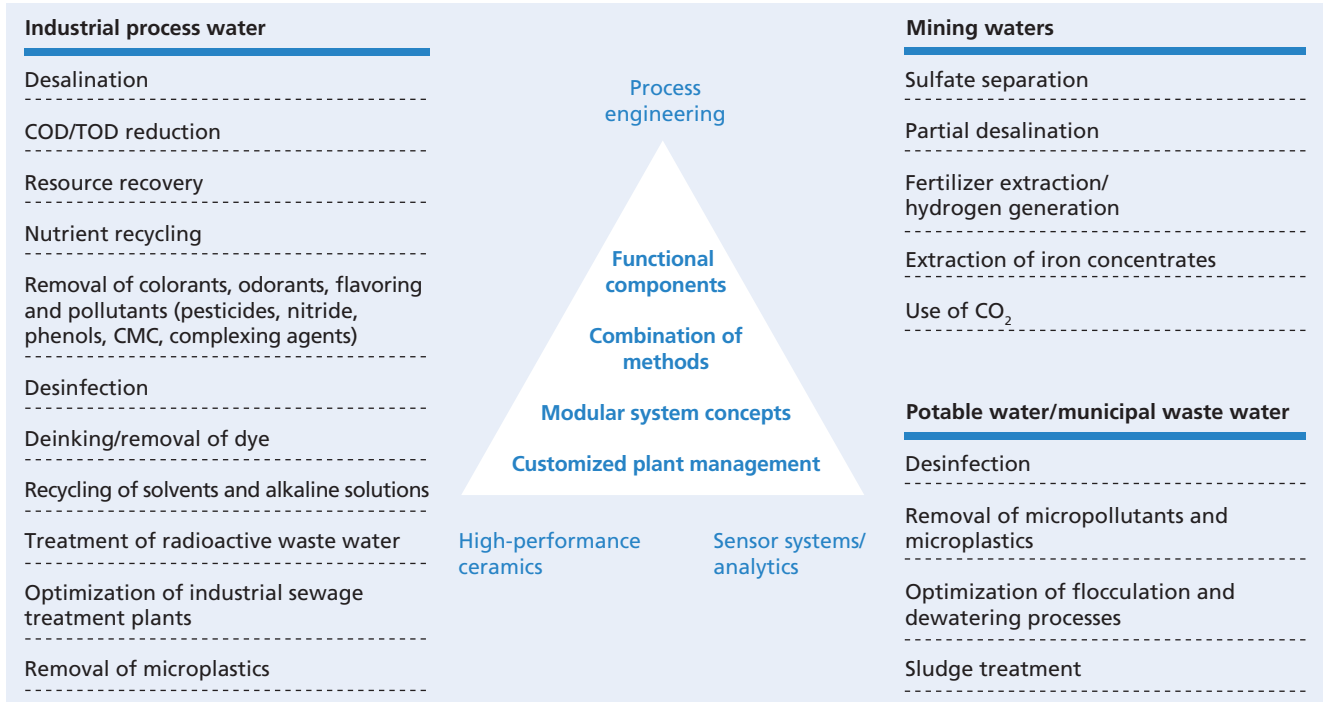 Industrial process water
Desalination
COD/TOD reduction
Resource recovery
Nutrient recycling
Removal of colorants, odorants, flavoring
and pollutants (pesticides, nitride,
phenols, CMC, complexing agents)
Desinfection
Deinking/removal of dye
Recycling of solvents and alkaline solutions
Treatment of radioactive waste water
Optimization of industrial sewage
treatment plants
Removal of microplastics
Process
engineering
Functional
components
Combination of
methods
Modular system concepts
Customized plant management
High-performance
ceramics
Sensor systems/
analytics
Mining waters
Sulfate separation
Partial desalination
Fertilizer extraction/
hydrogen generation
Extraction of iron concentrates
Use of CO₂
Potable water/municipal waste water
Desinfection
Removal of micropollutants and
microplastics
Optimization of flocculation and
dewatering processes
Sludge treatment